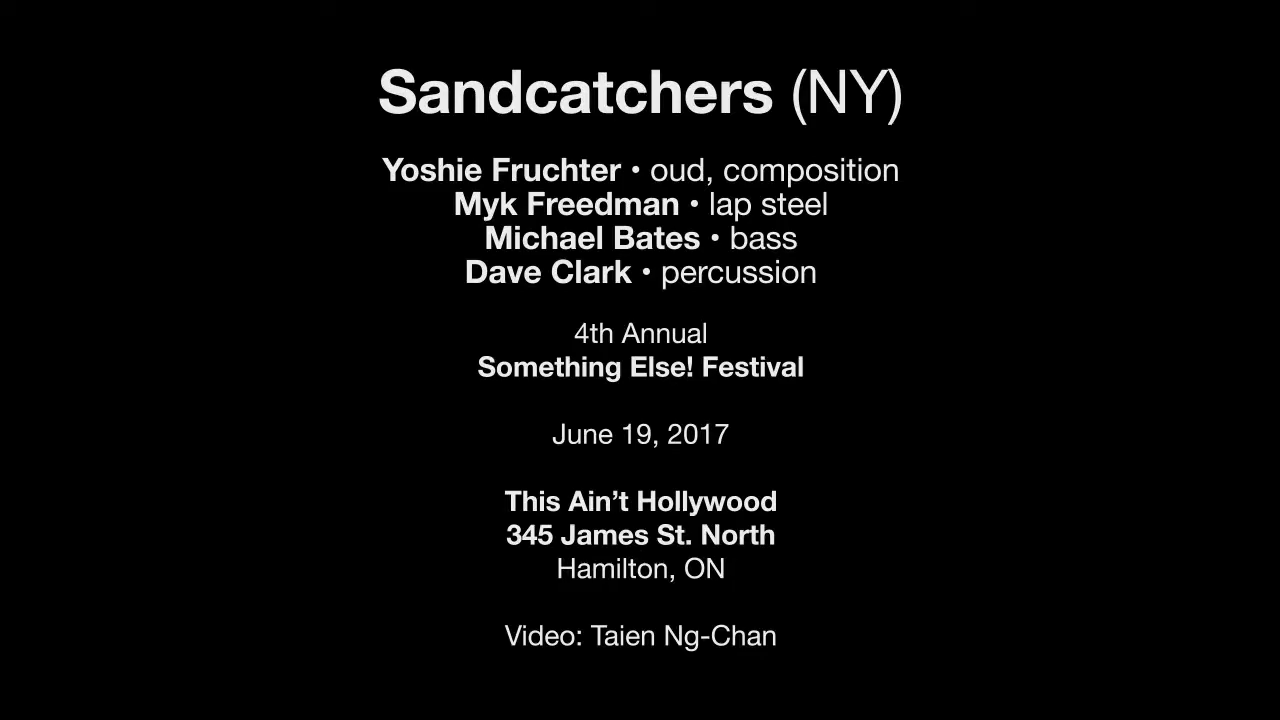 Sandcatchers (NY)
Yoshie Fruchter • oud, composition
Myk Freedman • lap steel
Michael Bates • bass
Dave Clark • percussion
4th Annual
Something Else! Festival
June 19, 2017
This Ain’t Hollywood
345 James St. North
Hamilton, ON
Video: Taien Ng-Chan